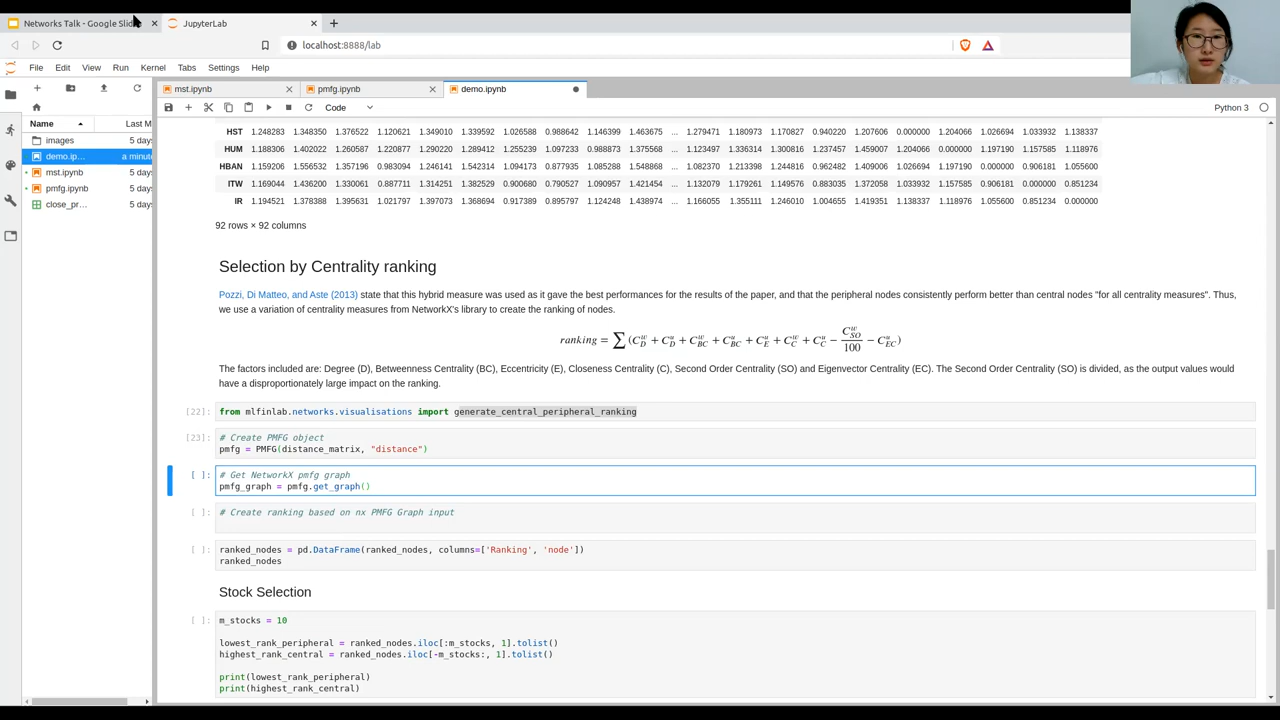 Networks Talk - Google Slid
JupyterLab
localhost:8888/lab
File Edit View Run Kernel Tabs Settings Help
mst.ipynb
pmfg.ipynb
demo.ipynb
Code
Python 3
Name
Last M
images 5 days
demo.ip... a minute
mst.ipynb 5 days
pmfg.ipynb 5 days
close_pr... 5 days
HST 1.248283 1.348350 1.376522 1.120621 1.349010 1.026588 0.988642 1.146399 1.463675 ... 1.279471 1.170827 0.940220 1.207606 0.000000 1.204066 1.026694 1.033932 1.138337
HUM 1.188306 1.402022 1.260587 1.220877 1.290220 1.289412 1.255239 1.097233 0.988873 1.375568 ... 1.123497 1.300816 1.237214 1.459007 1.204066 0.000000 1.197190 1.157585 1.118976
HBAN 1.159206 1.556532 1.357196 0.983094 1.246141 1.542314 1.094173 0.877935 1.085288 1.548868 ... 1.082370 1.313395 1.244816 0.962482 1.409006 1.026694 1.197190 0.000000 0.906181 1.055600
ITW 1.169044 1.436200 1.330061 0.887711 1.314251 1.382529 0.900680 0.790527 1.090957 1.421454 ... 1.132079 1.179261 1.149576 0.883035 1.372058 1.033932 1.157585 0.906181 0.000000 0.851234
IR 1.194521 1.378388 1.395631 1.021797 1.397073 1.368694 0.917389 0.895797 1.124248 1.438974 ... 1.166055 1.355111 1.246010 1.004652 1.419351 1.138337 1.118976 1.055600 0.851234 0.000000
92 rows × 92 columns
Selection by Centrality ranking
Pozzi, Di Matteo, and Aste (2013) state that this hybrid measure was used as it gave the best performances for the results of the paper, and that the peripheral nodes consistently perform better than central nodes "for all centrality measures". Thus,
we use a variation of centrality measures from NetworkX's library to create the ranking of nodes.
ranking = ∑ (C_D^w + C_D^u + C_BC^w + C_BC^u + C_E^u + C_C^w + C_C^u − C_SO^w/100 − C_EC^u)
The factors included are: Degree (D), Betweenness Centrality (BC), Eccentricity (E), Closeness Centrality (C), Second Order Centrality (SO) and Eigenvector Centrality (EC). The Second Order Centrality (SO) is divided, as the output values would
have a disproportionately large impact on the ranking.
[22]: from mlfinlab.networks.visualisations import generate_central_peripheral_ranking
[23]: # Create PMFG object
pmfg = PMFG(distance_matrix, "distance")
[ ]: # Get NetworkX pmfg graph
pmfg_graph = pmfg.get_graph()
[ ]: # Create ranking based on nx PMFG Graph input
[ ]: ranked_nodes = pd.DataFrame(ranked_nodes, columns=['Ranking', 'node'])
ranked_nodes
Stock Selection
[ ]: m_stocks = 10
lowest_rank_peripheral = ranked_nodes.iloc[:m_stocks, 1].tolist()
highest_rank_central = ranked_nodes.iloc[-m_stocks:, 1].tolist()
print(lowest_rank_peripheral)
print(highest_rank_central)